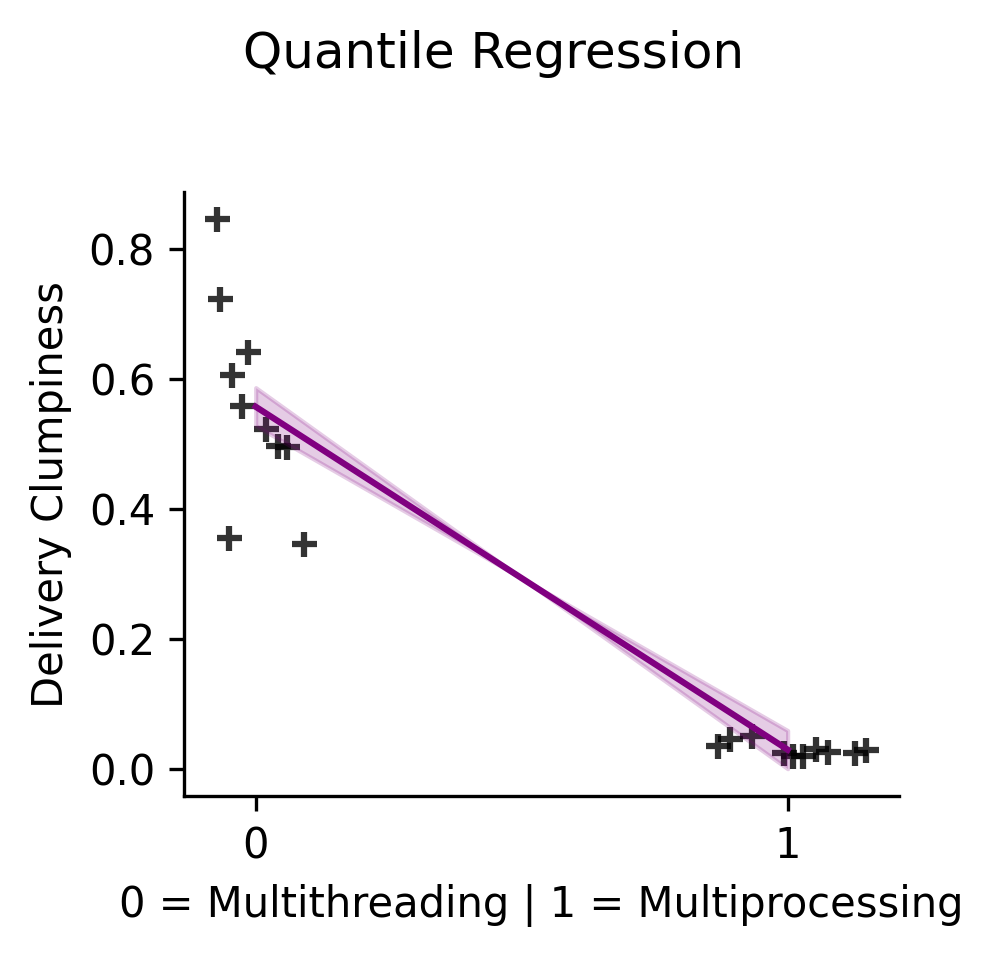 Quantile Regression
Delivery Clumpiness
0.8
0.6
0.4
0.2
0.0
0 1
0 = Multithreading | 1 = Multiprocessing